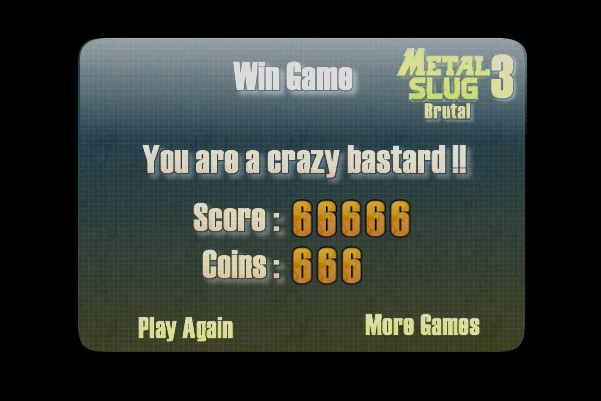 Win Game
METAL SLUG 3
Brutal
You are a crazy bastard !!
Score : 66666
Coins : 666
Play Again
More Games